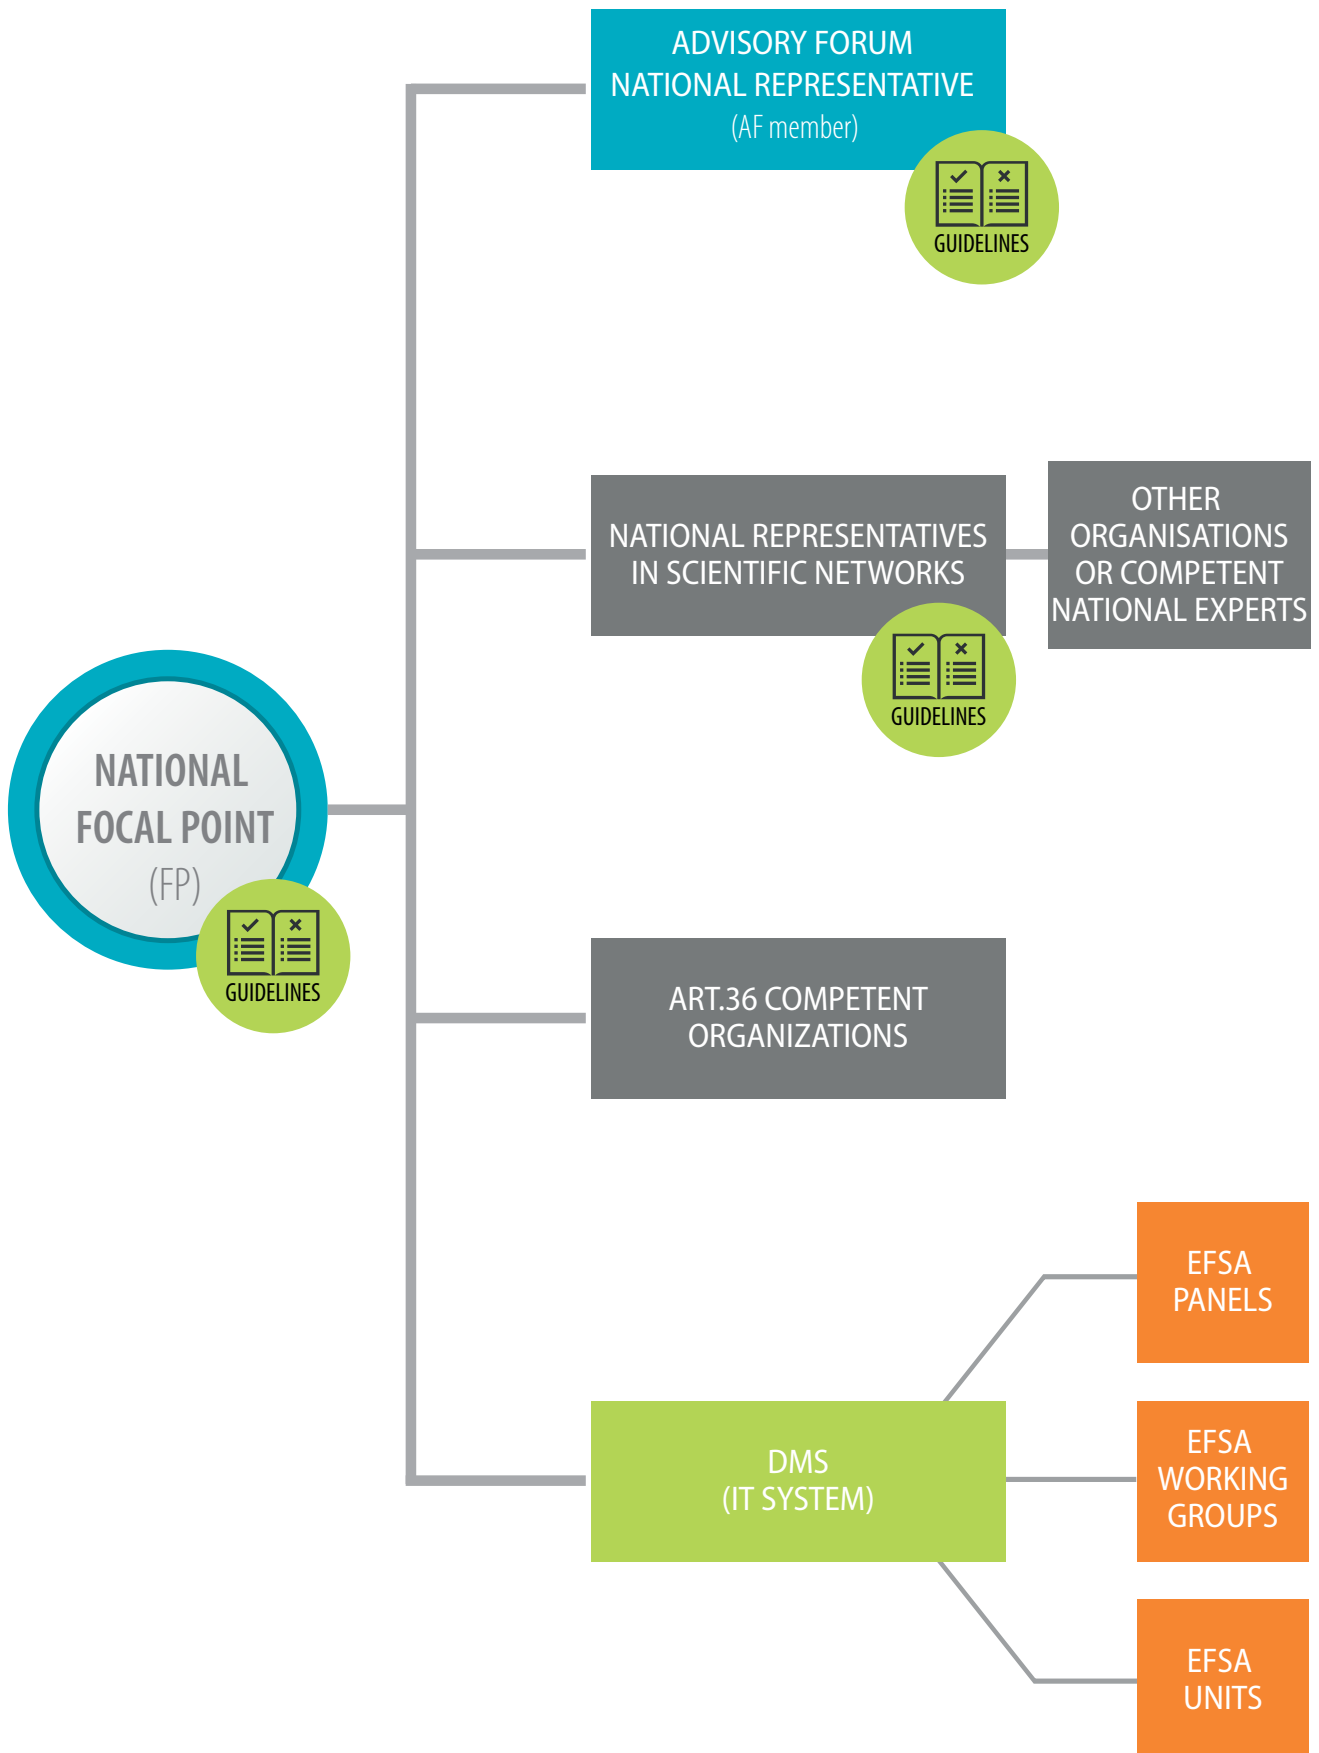 ADVISORY FORUM
NATIONAL REPRESENTATIVE
(AF member)
GUIDELINES
NATIONAL REPRESENTATIVES
IN SCIENTIFIC NETWORKS
GUIDELINES
OTHER
ORGANISATIONS
OR COMPETENT
NATIONAL EXPERTS
NATIONAL
FOCAL POINT
(FP)
GUIDELINES
ART.36 COMPETENT
ORGANIZATIONS
DMS
(IT SYSTEM)
EFSA
PANELS
EFSA
WORKING
GROUPS
EFSA
UNITS